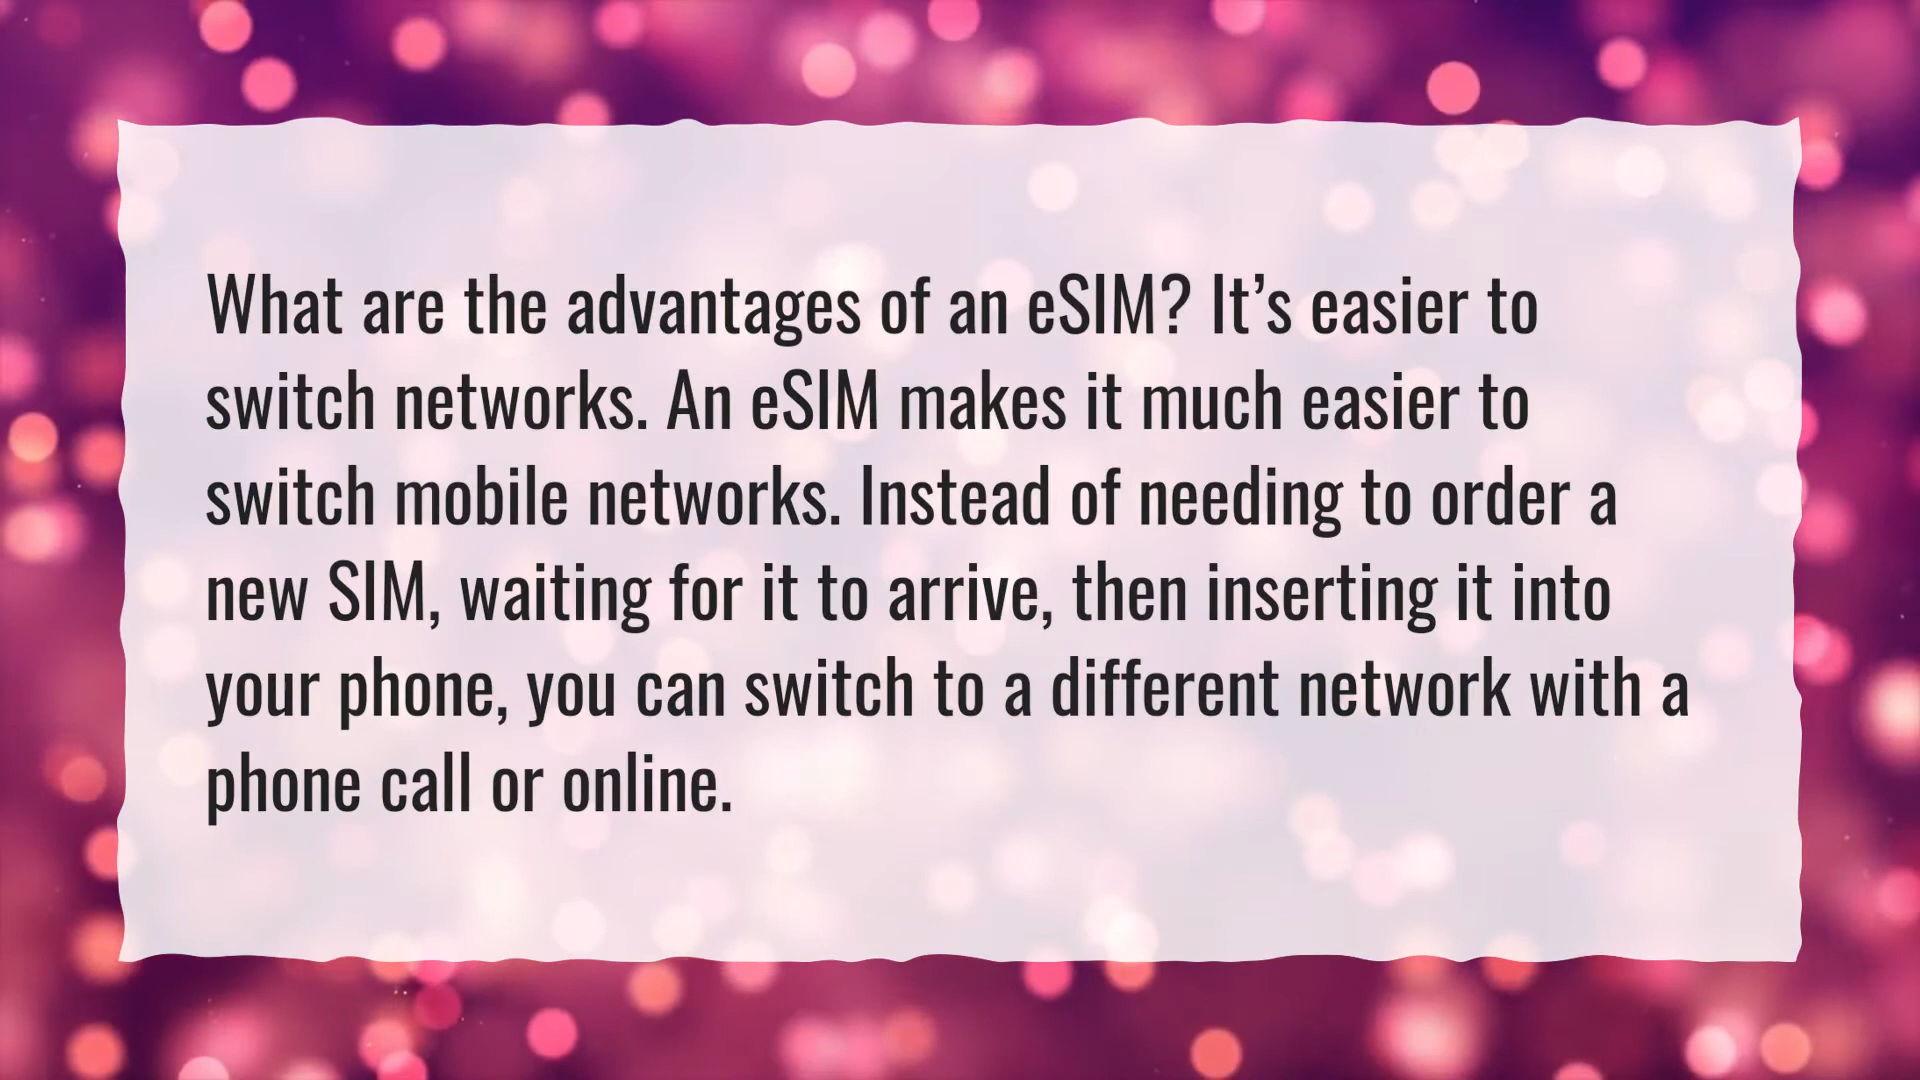 What are the advantages of an eSIM? It’s easier to
switch networks. An eSIM makes it much easier to
switch mobile networks. Instead of needing to order a
new SIM, waiting for it to arrive, then inserting it into
your phone, you can switch to a different network with a
phone call or online.